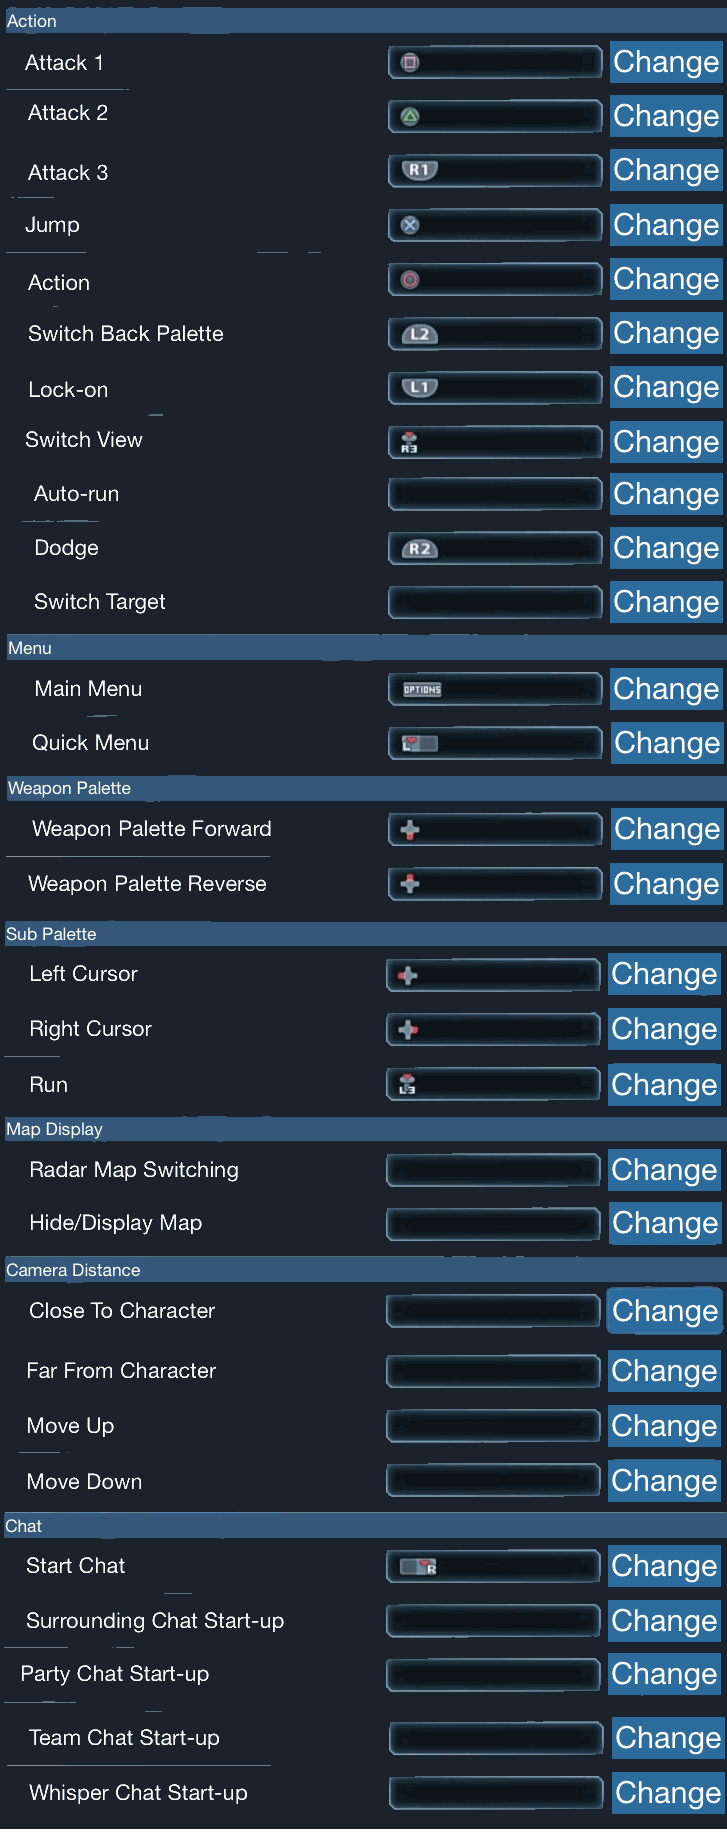 Action
Attack 1 Change
Attack 2 Change
Attack 3 R1 Change
Jump Change
Action Change
Switch Back Palette L2 Change
Lock-on L1 Change
Switch View R3 Change
Auto-run Change
Dodge R2 Change
Switch Target Change
Menu
Main Menu OPTIONS Change
Quick Menu L Change
Weapon Palette
Weapon Palette Forward Change
Weapon Palette Reverse Change
Sub Palette
Left Cursor Change
Right Cursor Change
Run L3 Change
Map Display
Radar Map Switching Change
Hide/Display Map Change
Camera Distance
Close To Character Change
Far From Character Change
Move Up Change
Move Down Change
Chat
Start Chat R Change
Surrounding Chat Start-up Change
Party Chat Start-up Change
Team Chat Start-up Change
Whisper Chat Start-up Change